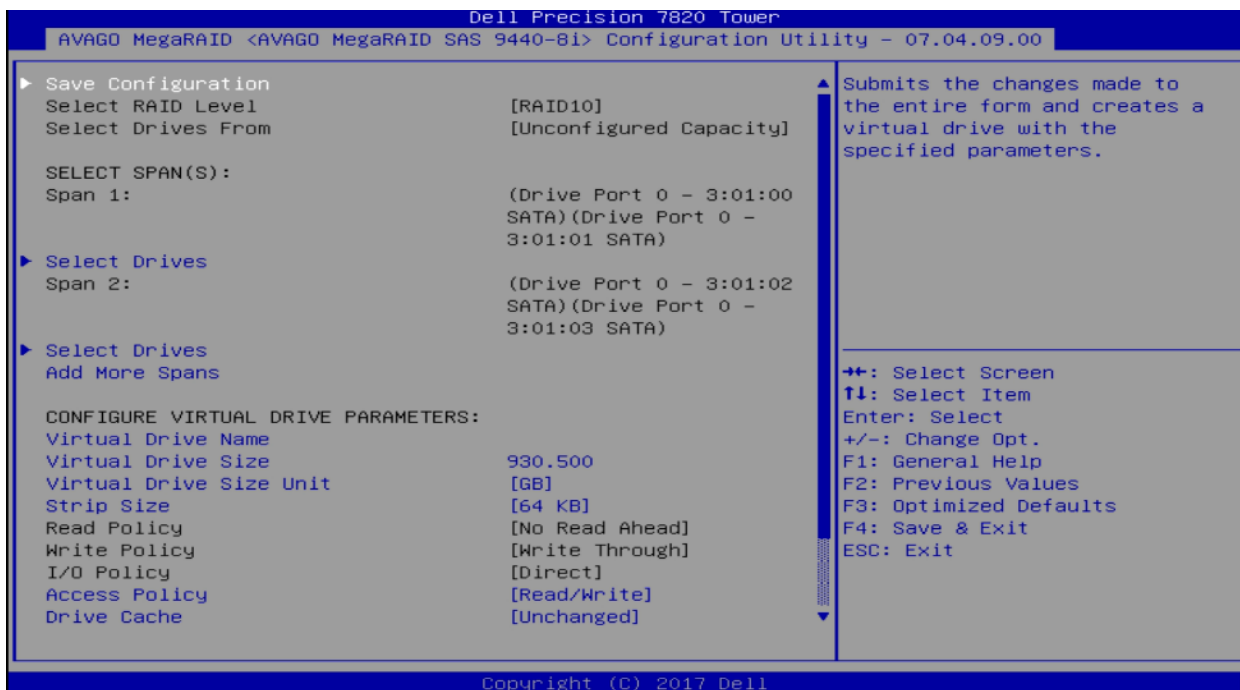 Dell Precision 7820 Tower
AVAGO MegaRAID <AVAGO MegaRAID SAS 9440-8i> Configuration Utility – 07.04.09.00
Save Configuration
Select RAID Level [RAID10]
Select Drives From [Unconfigured Capacity]
SELECT SPAN(S):
Span 1: (Drive Port 0 – 3:01:00
SATA)(Drive Port 0 –
3:01:01 SATA)
Select Drives
Span 2: (Drive Port 0 – 3:01:02
SATA)(Drive Port 0 –
3:01:03 SATA)
Select Drives
Add More Spans
CONFIGURE VIRTUAL DRIVE PARAMETERS:
Virtual Drive Name
Virtual Drive Size 930.500
Virtual Drive Size Unit [GB]
Strip Size [64 KB]
Read Policy [No Read Ahead]
Write Policy [Write Through]
I/O Policy [Direct]
Access Policy [Read/Write]
Drive Cache [Unchanged]
Submits the changes made to
the entire form and creates a
virtual drive with the
specified parameters.
→←: Select Screen
↑↓: Select Item
Enter: Select
+/-: Change Opt.
F1: General Help
F2: Previous Values
F3: Optimized Defaults
F4: Save & Exit
ESC: Exit
Copyright (C) 2017 Dell